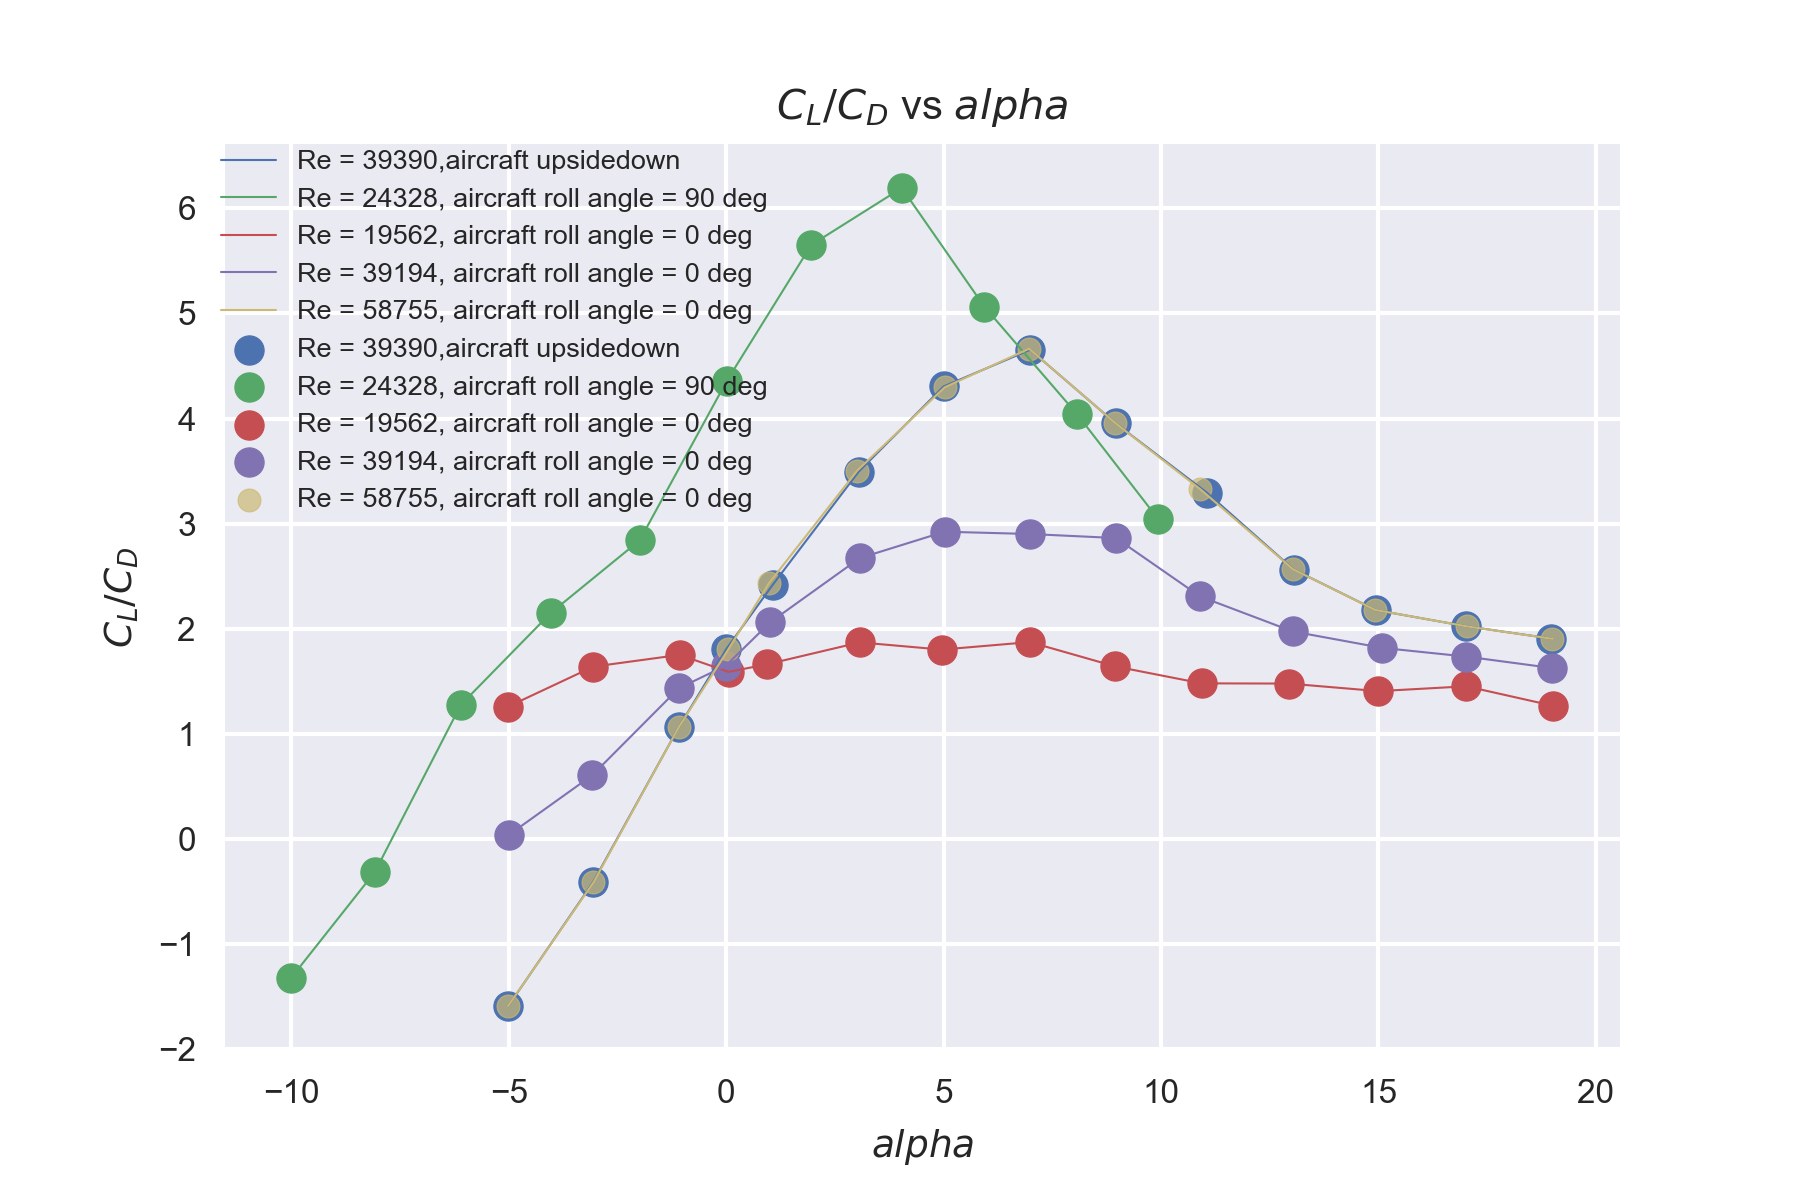 C_L/C_D vs alpha
Re = 39390,aircraft upsidedown
Re = 24328, aircraft roll angle = 90 deg
Re = 19562, aircraft roll angle = 0 deg
Re = 39194, aircraft roll angle = 0 deg
Re = 58755, aircraft roll angle = 0 deg
Re = 39390,aircraft upsidedown
Re = 24328, aircraft roll angle = 90 deg
Re = 19562, aircraft roll angle = 0 deg
Re = 39194, aircraft roll angle = 0 deg
Re = 58755, aircraft roll angle = 0 deg
6
5
4
3
2
1
0
−1
−2
C_L/C_D
−10 −5 0 5 10 15 20
alpha